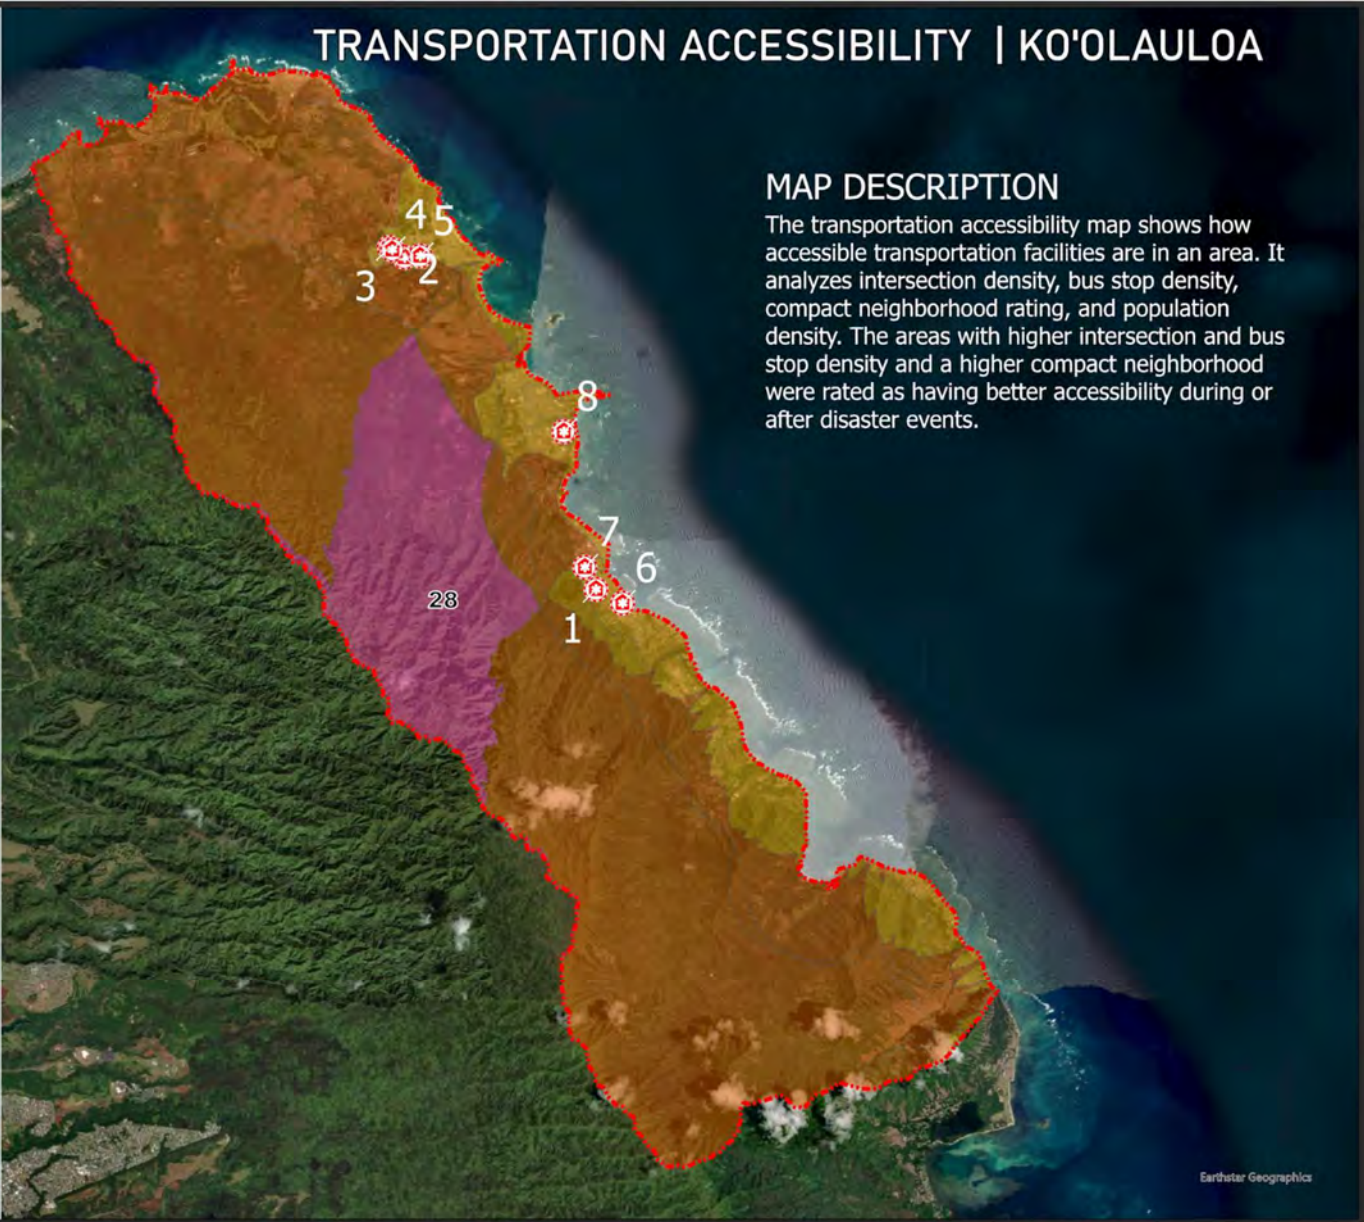 TRANSPORTATION ACCESSIBILITY | KO'OLAULOA
MAP DESCRIPTION
The transportation accessibility map shows how
accessible transportation facilities are in an area. It
analyzes intersection density, bus stop density,
compact neighborhood rating, and population
density. The areas with higher intersection and bus
stop density and a higher compact neighborhood
were rated as having better accessibility during or
after disaster events.
4
5
3
2
8
7
6
28
1
Earthstar Geographics